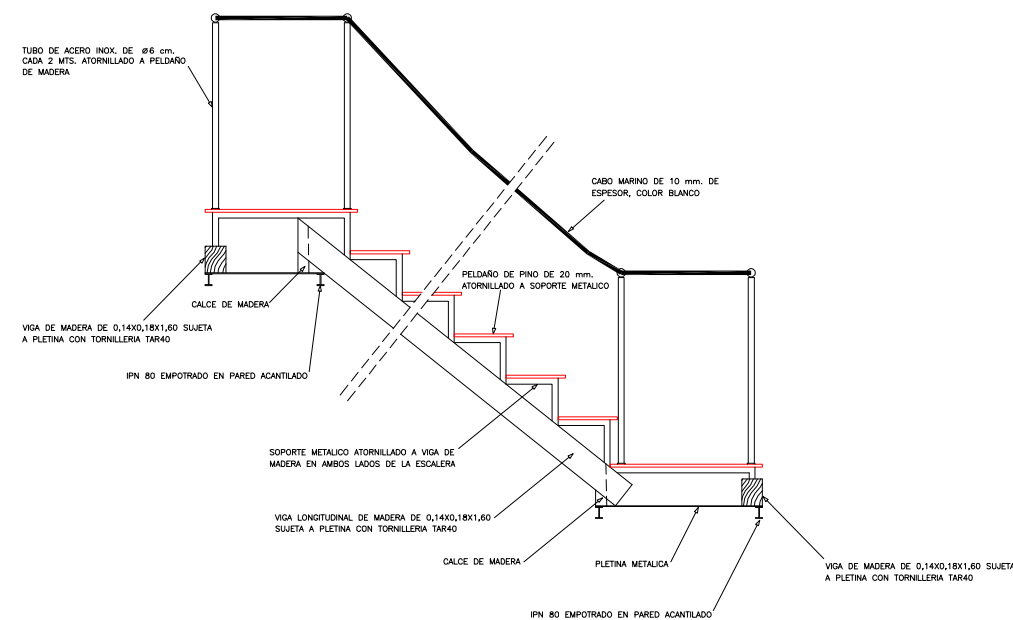 TUBO DE ACERO INOX. DE ø6 cm.
CADA 2 MTS. ATORNILLADO A PELDAÑO
DE MADERA
CABO MARINO DE 10 mm. DE
ESPESOR, COLOR BLANCO
PELDAÑO DE PINO DE 20 mm.
ATORNILLADO A SOPORTE METALICO
CALCE DE MADERA
VIGA DE MADERA DE 0,14X0,18X1,60 SUJETA
A PLETINA CON TORNILLERIA TAR40
IPN 80 EMPOTRADO EN PARED ACANTILADO
SOPORTE METALICO ATORNILLADO A VIGA DE
MADERA EN AMBOS LADOS DE LA ESCALERA
VIGA LONGITUDINAL DE MADERA DE 0,14X0,18X1,60
SUJETA A PLETINA CON TORNILLERIA TAR40
CALCE DE MADERA
PLETINA METALICA
VIGA DE MADERA DE 0,14X0,18X1,60 SUJETA
A PLETINA CON TORNILLERIA TAR40
IPN 80 EMPOTRADO EN PARED ACANTILADO